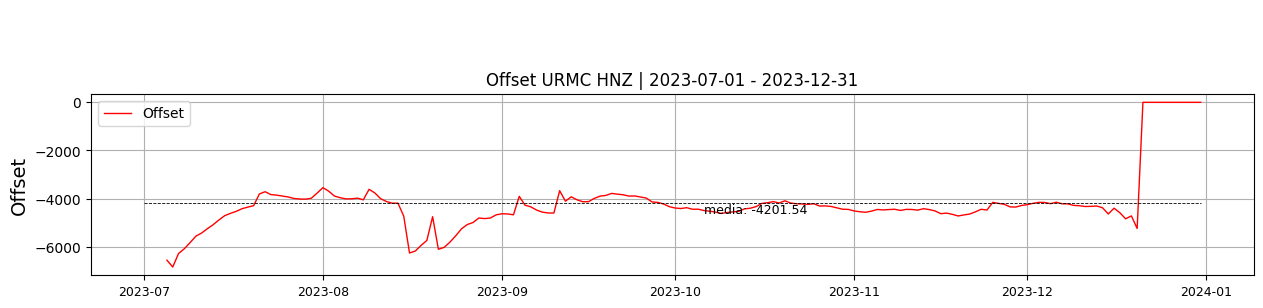 Offset URMC HNZ | 2023-07-01 - 2023-12-31
Offset
Offset
0
−2000
−4000
−6000
media: -4201.54
2023-07
2023-08
2023-09
2023-10
2023-11
2023-12
2024-01